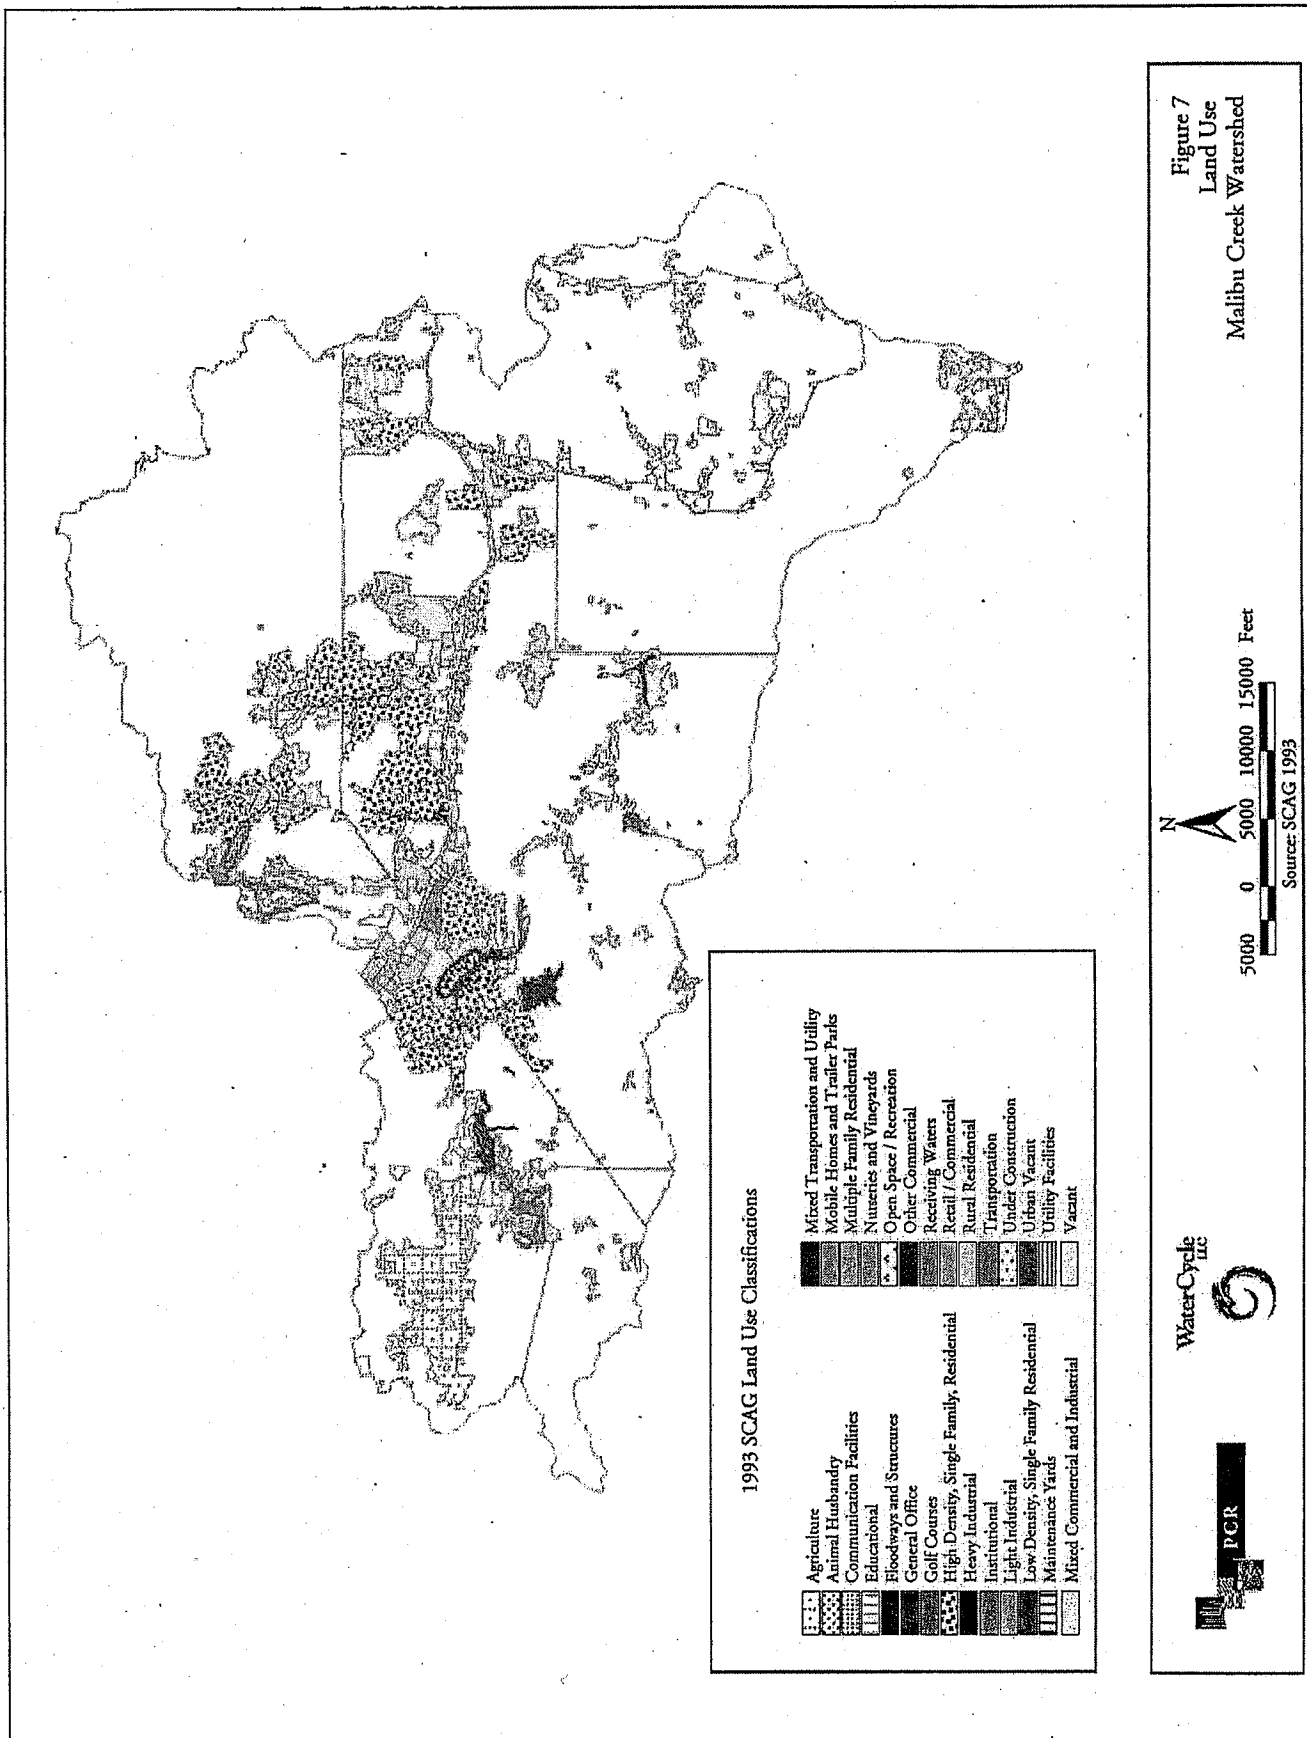 1993 SCAG Land Use Classifications
Agriculture
Animal Husbandry
Communication Facilities
Educational
Floodways and Structures
General Office
Golf Courses
High Density, Single Family, Residential
Heavy Industrial
Institutional
Light Industrial
Low Density, Single Family Residential
Maintenance Yards
Mixed Commercial and Industrial
Mixed Transportation and Utility
Mobile Homes and Trailer Parks
Multiple Family Residential
Nurseries and Vineyards
Open Space / Recreation
Other Commercial
Receiving Waters
Retail / Commercial
Rural Residential
Transportation
Under Construction
Urban Vacant
Utility Facilities
Vacant
PCR
WaterCycle
LLC
N
5000 0 5000 10000 15000 Feet
Source: SCAG 1993
Figure 7
Land Use
Malibu Creek Watershed